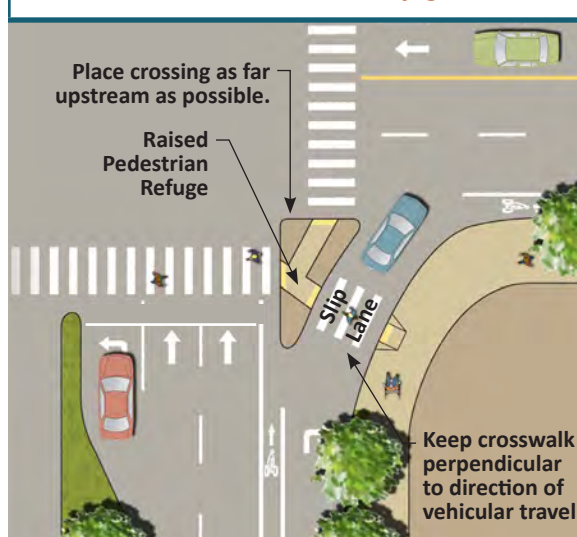 Place crossing as far
upstream as possible.
Raised
Pedestrian
Refuge
Slip
Lane
Keep crosswalk
perpendicular
to direction of
vehicular travel